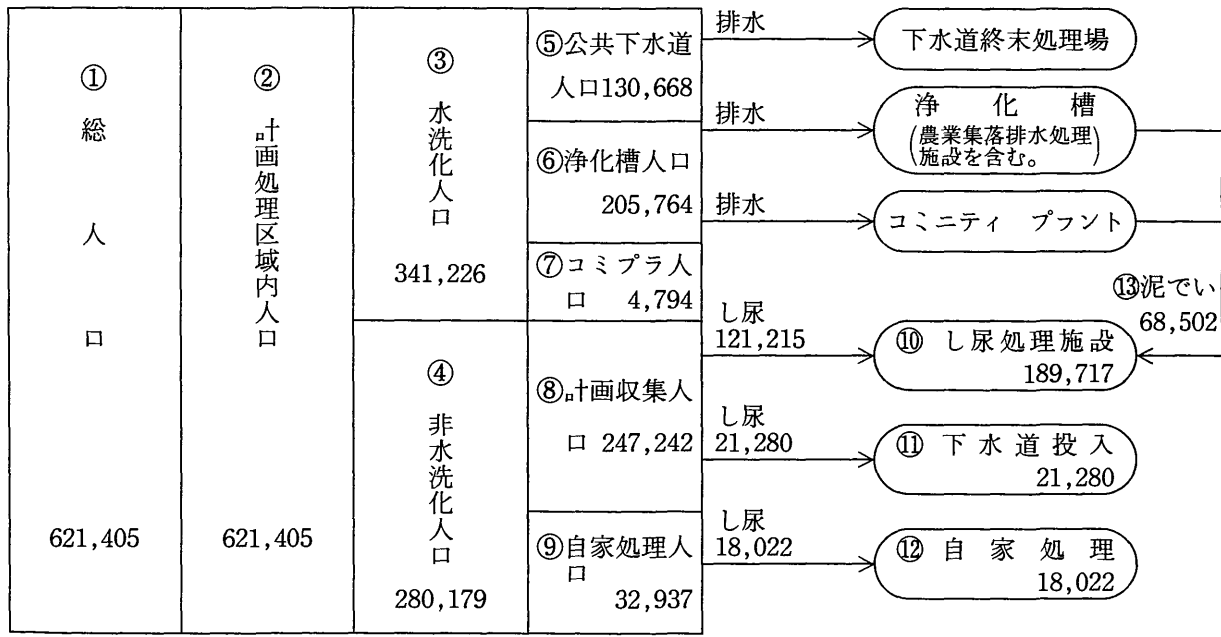 ① 総人口
621,405
② 計画処理区域内人口
621,405
③ 水洗化人口
341,226
④ 非水洗化人口
280,179
⑤公共下水道
人口130,668
⑥浄化槽人口
205,764
⑦コミプラ人
口 4,794
⑧計画収集人
口 247,242
⑨自家処理人
口
32,937
排水
下水道終末処理場
排水
浄化槽
(農業集落排水処理
施設を含む。)
排水
コミニティ プラント
⑬泥でい
68,502
し尿
121,215
⑩ し尿処理施設
189,717
し尿
21,280
⑪ 下水道投入
21,280
し尿
18,022
⑫ 自家処理
18,022